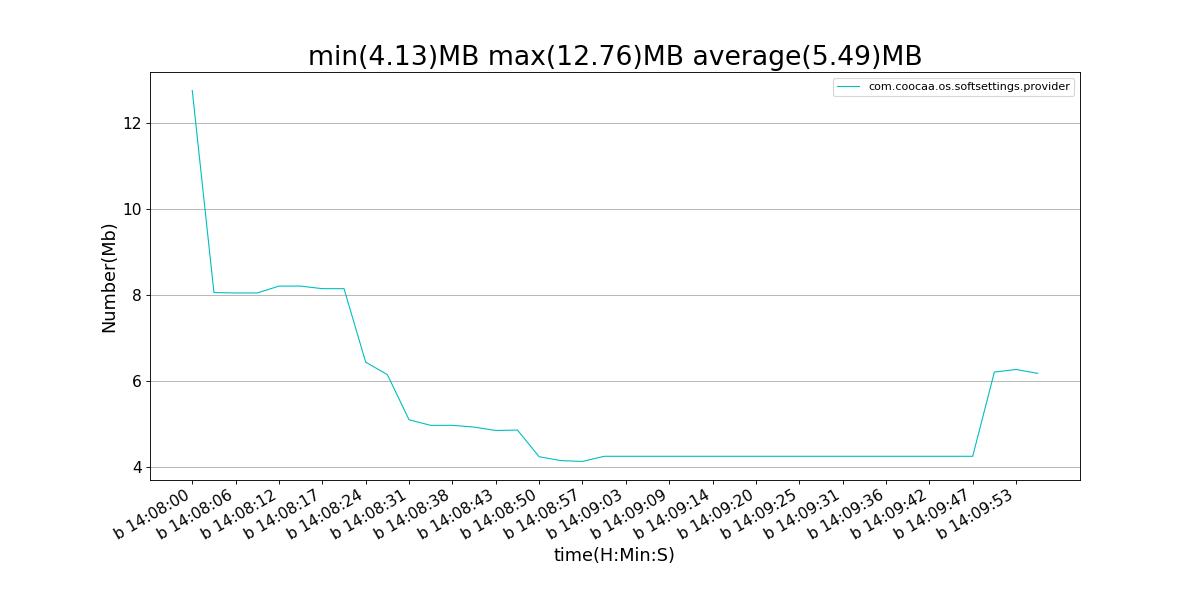 min(4.13)MB max(12.76)MB average(5.49)MB
com.coocaa.os.softsettings.provider
12
10
8
6
4
Number(Mb)
b 14:08:00
b 14:08:06
b 14:08:12
b 14:08:17
b 14:08:24
b 14:08:31
b 14:08:38
b 14:08:43
b 14:08:50
b 14:08:57
b 14:09:03
b 14:09:09
b 14:09:14
b 14:09:20
b 14:09:25
b 14:09:31
b 14:09:36
b 14:09:42
b 14:09:47
b 14:09:53
time(H:Min:S)